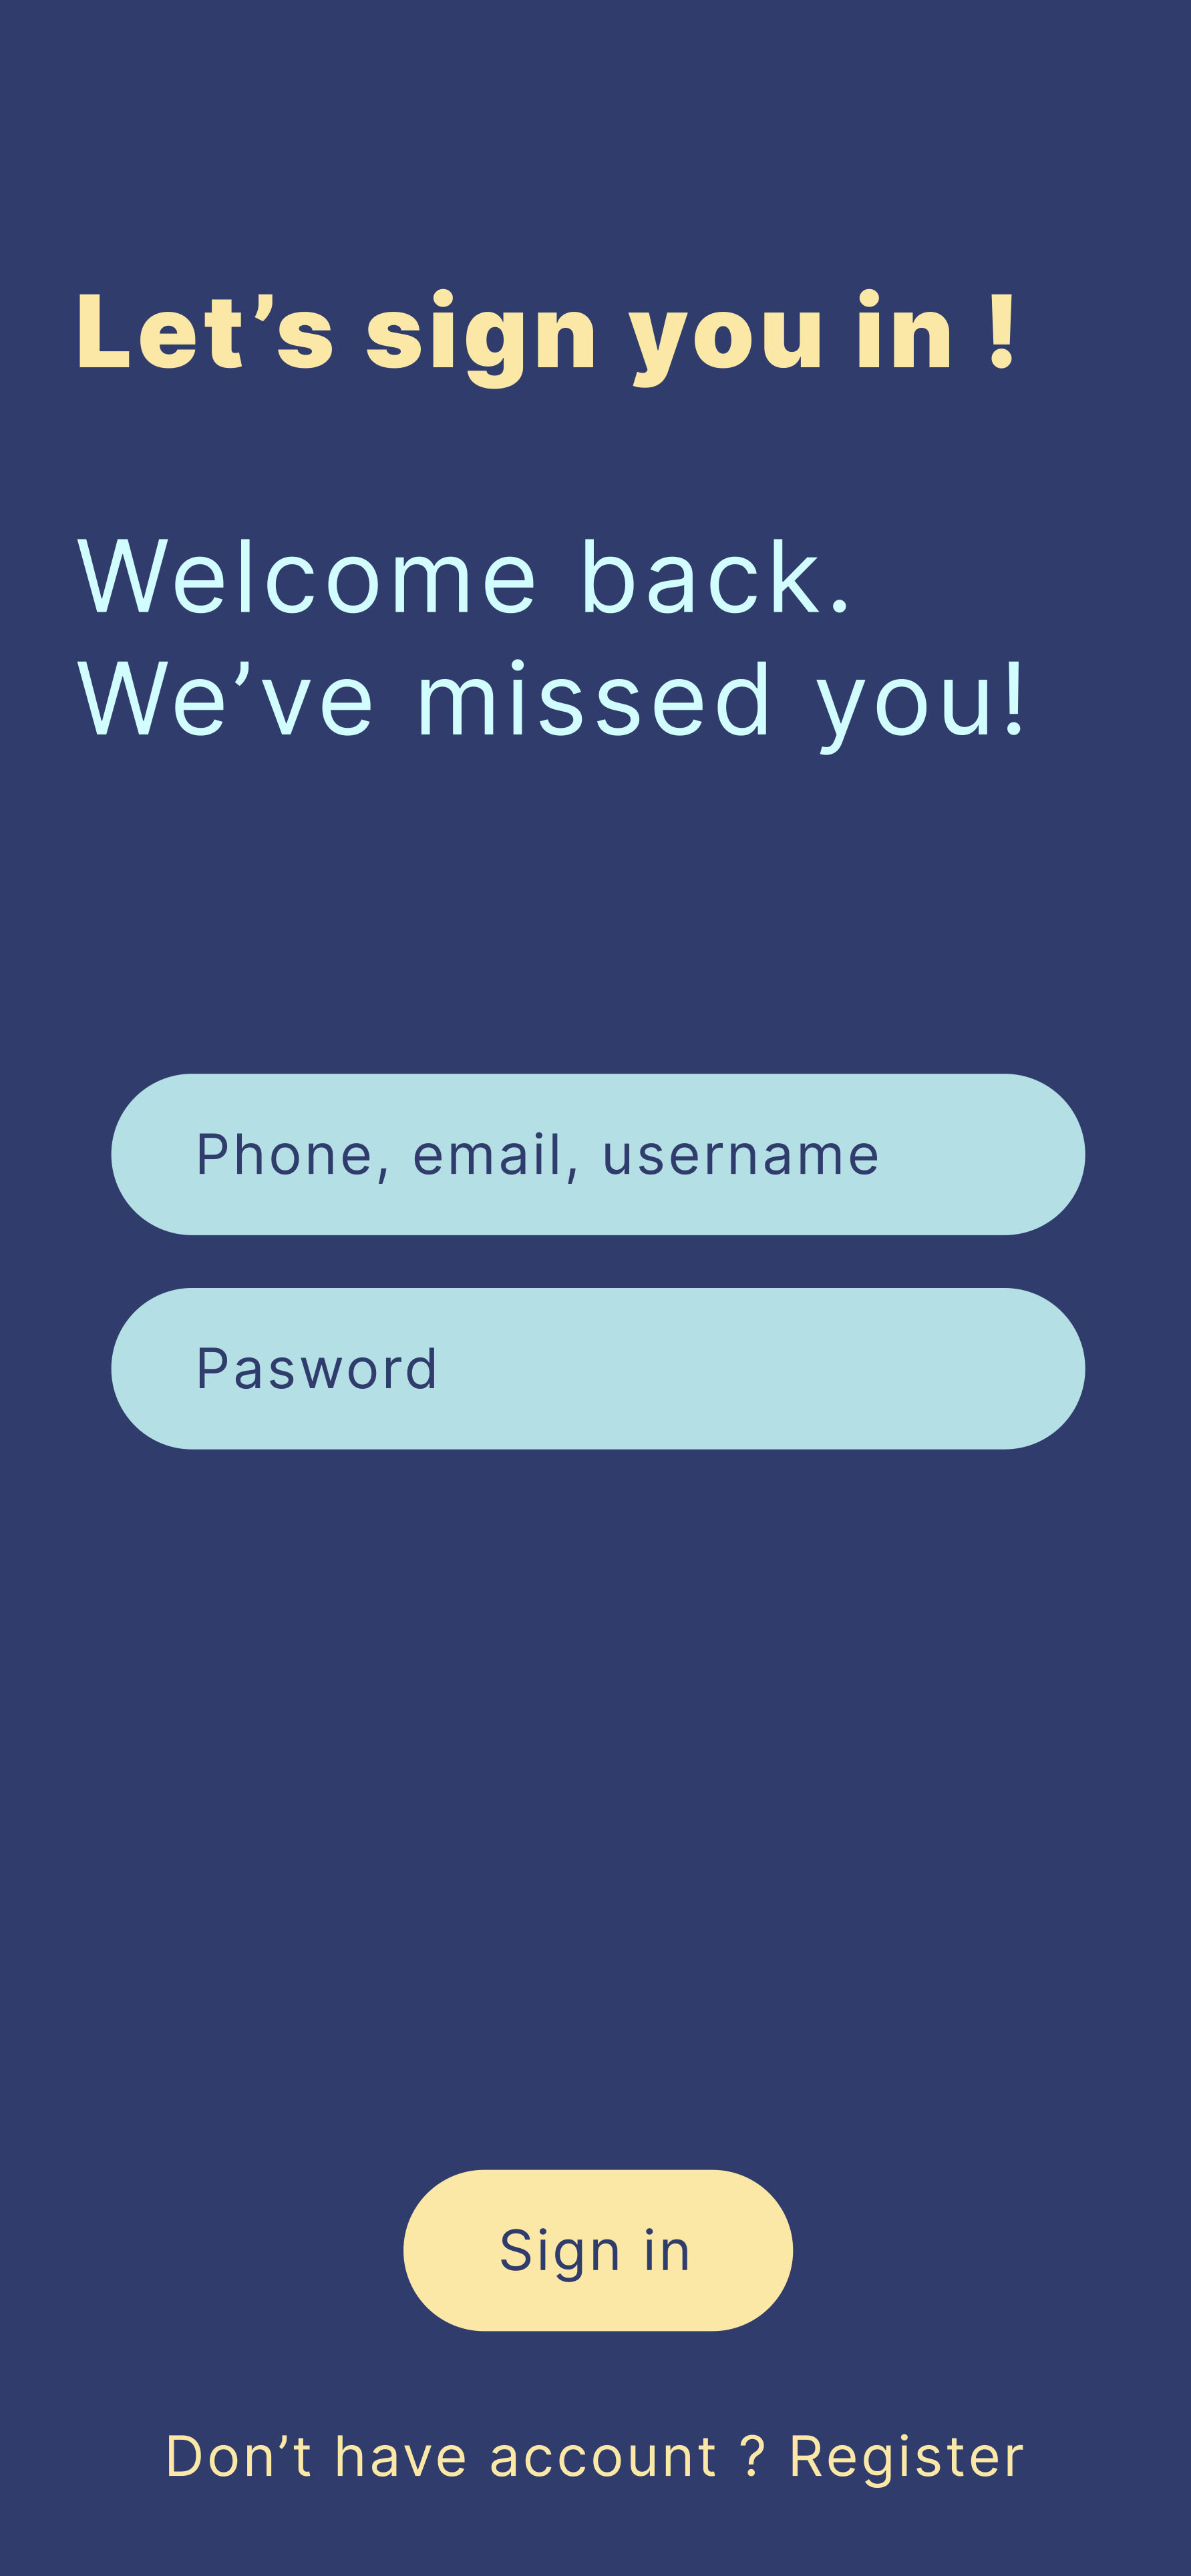 Let’s sign you in !
Welcome back.
We’ve missed you!
Phone, email, username
Pasword
Sign in
Don’t have account ? Register